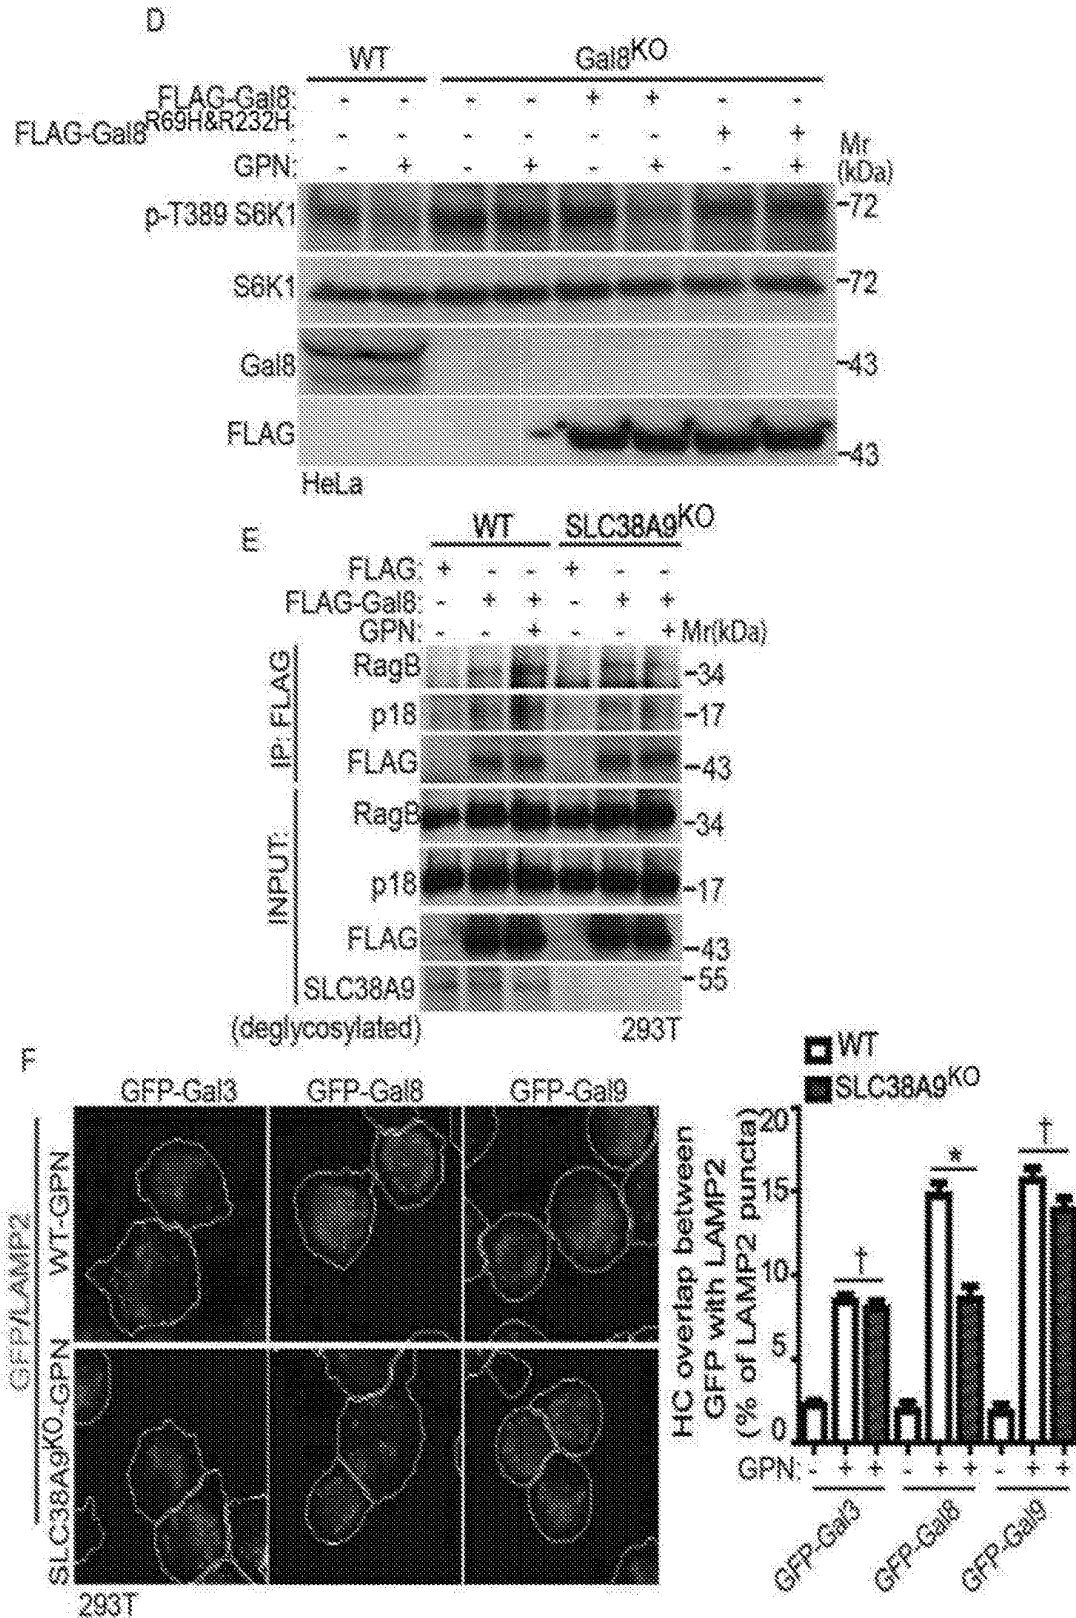 D
WT Gal8KO
FLAG-Gal8: - - - - + + - -
FLAG-Gal8R69H&R232H: - - - - - - + +
GPN: - + - + - + - +
Mr
(kDa)
p-T389 S6K1 -72
S6K1 -72
Gal8 -43
FLAG -43
HeLa
E
WT SLC38A9KO
FLAG: + - - + - -
FLAG-Gal8: - + + - + +
GPN: - - + - - + Mr(kDa)
IP: FLAG
RagB -34
p18 -17
FLAG -43
INPUT:
RagB -34
p18 -17
FLAG -43
SLC38A9 -55
(deglycosylated) 293T
F
GFP-Gal3 GFP-Gal8 GFP-Gal9
GFP/LAMP2
WT-GPN
SLC38A9KO-GPN
293T
WT
SLC38A9KO
HC overlap between
GFP with LAMP2
(% of LAMP2 puncta)
20
15
10
5
0
† * †
GPN: - + + - + + - + +
GFP-Gal3
GFP-Gal8
GFP-Gal9